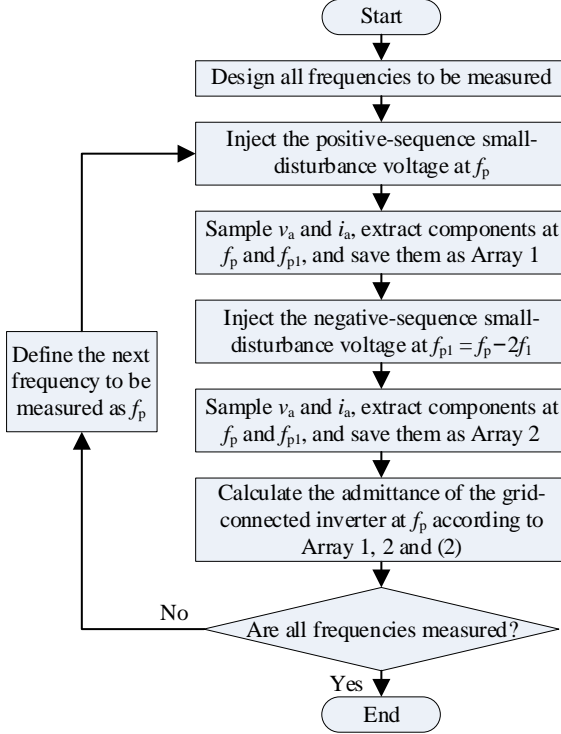 Start
Design all frequencies to be measured
Inject the positive-sequence small-
disturbance voltage at fp
Sample va and ia, extract components at
fp and fp1, and save them as Array 1
Inject the negative-sequence small-
disturbance voltage at fp1 = fp−2f1
Sample va and ia, extract components at
fp and fp1, and save them as Array 2
Calculate the admittance of the grid-
connected inverter at fp according to
Array 1, 2 and (2)
Are all frequencies measured?
No
Define the next
frequency to be
measured as fp
Yes
End